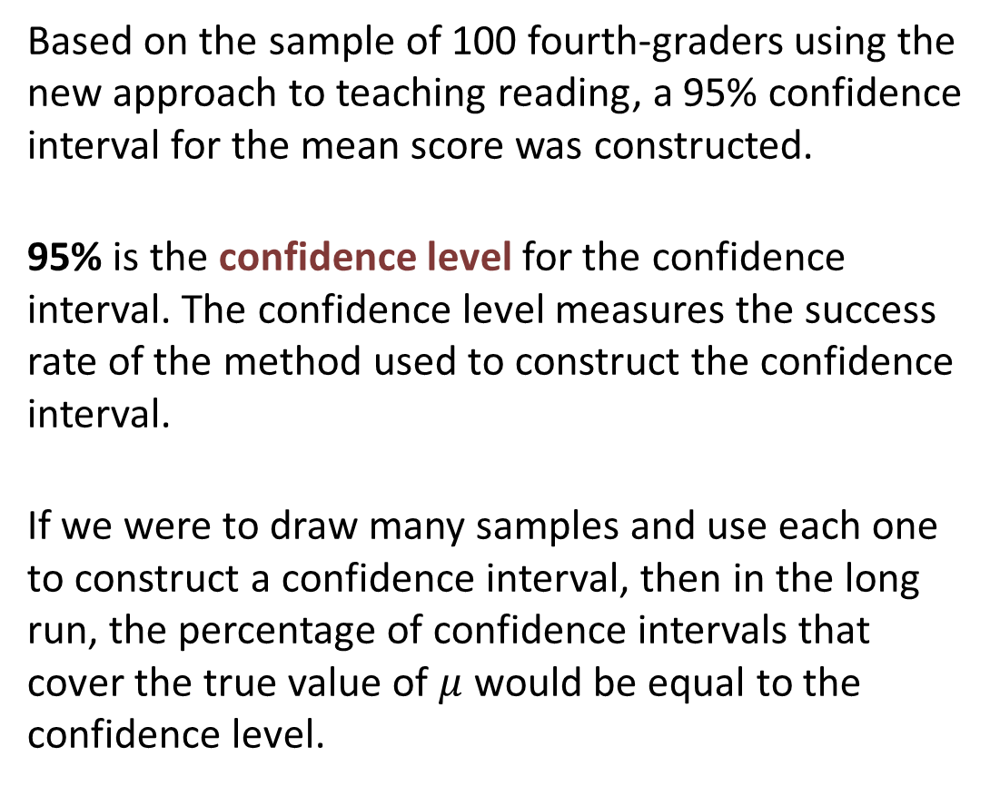 Based on the sample of 100 fourth-graders using the
new approach to teaching reading, a 95% confidence
interval for the mean score was constructed.
95% is the confidence level for the confidence
interval. The confidence level measures the success
rate of the method used to construct the confidence
interval.
If we were to draw many samples and use each one
to construct a confidence interval, then in the long
run, the percentage of confidence intervals that
cover the true value of μ would be equal to the
confidence level.